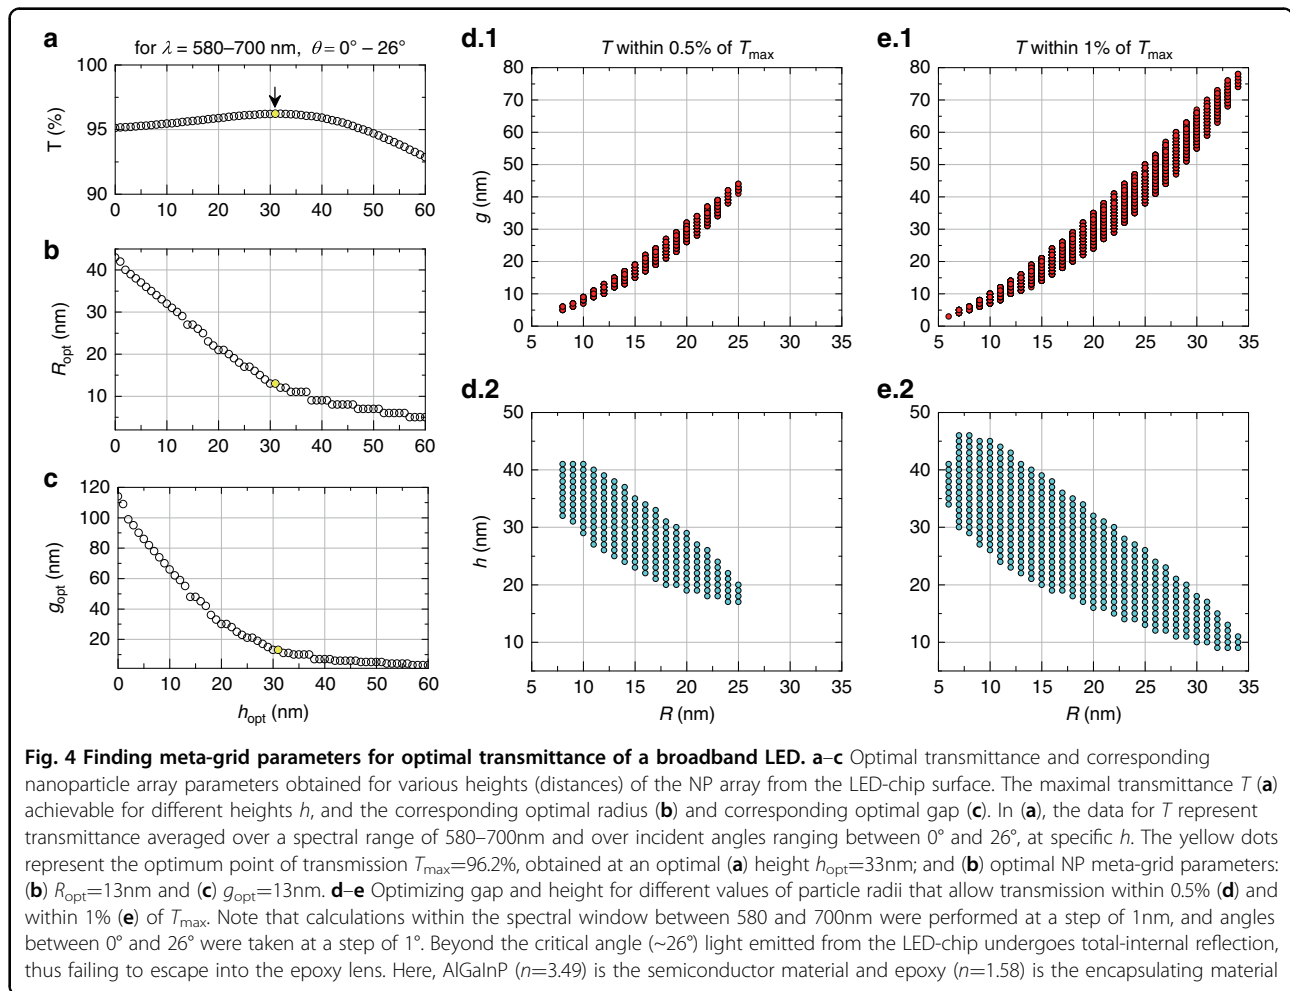 a
for λ = 580–700 nm, θ = 0° – 26°
100
95
90
T (%)
0 10 20 30 40 50 60
b
40
30
20
10
R_opt (nm)
0 10 20 30 40 50 60
c
120
100
80
60
40
20
g_opt (nm)
0 10 20 30 40 50 60
h_opt (nm)
d.1
T within 0.5% of T_max
80
70
60
50
40
30
20
10
0
g (nm)
5 10 15 20 25 30 35
e.1
T within 1% of T_max
80
70
60
50
40
30
20
10
0
5 10 15 20 25 30 35
d.2
50
40
30
20
10
h (nm)
5 10 15 20 25 30 35
R (nm)
e.2
50
40
30
20
10
5 10 15 20 25 30 35
R (nm)
Fig. 4 Finding meta-grid parameters for optimal transmittance of a broadband LED. a–c Optimal transmittance and corresponding
nanoparticle array parameters obtained for various heights (distances) of the NP array from the LED-chip surface. The maximal transmittance T (a)
achievable for different heights h, and the corresponding optimal radius (b) and corresponding optimal gap (c). In (a), the data for T represent
transmittance averaged over a spectral range of 580–700nm and over incident angles ranging between 0° and 26°, at specific h. The yellow dots
represent the optimum point of transmission T_max=96.2%, obtained at an optimal (a) height h_opt=33nm; and (b) optimal NP meta-grid parameters:
(b) R_opt=13nm and (c) g_opt=13nm. d–e Optimizing gap and height for different values of particle radii that allow transmission within 0.5% (d) and
within 1% (e) of T_max. Note that calculations within the spectral window between 580 and 700nm were performed at a step of 1nm, and angles
between 0° and 26° were taken at a step of 1°. Beyond the critical angle (~26°) light emitted from the LED-chip undergoes total-internal reflection,
thus failing to escape into the epoxy lens. Here, AlGaInP (n=3.49) is the semiconductor material and epoxy (n=1.58) is the encapsulating material